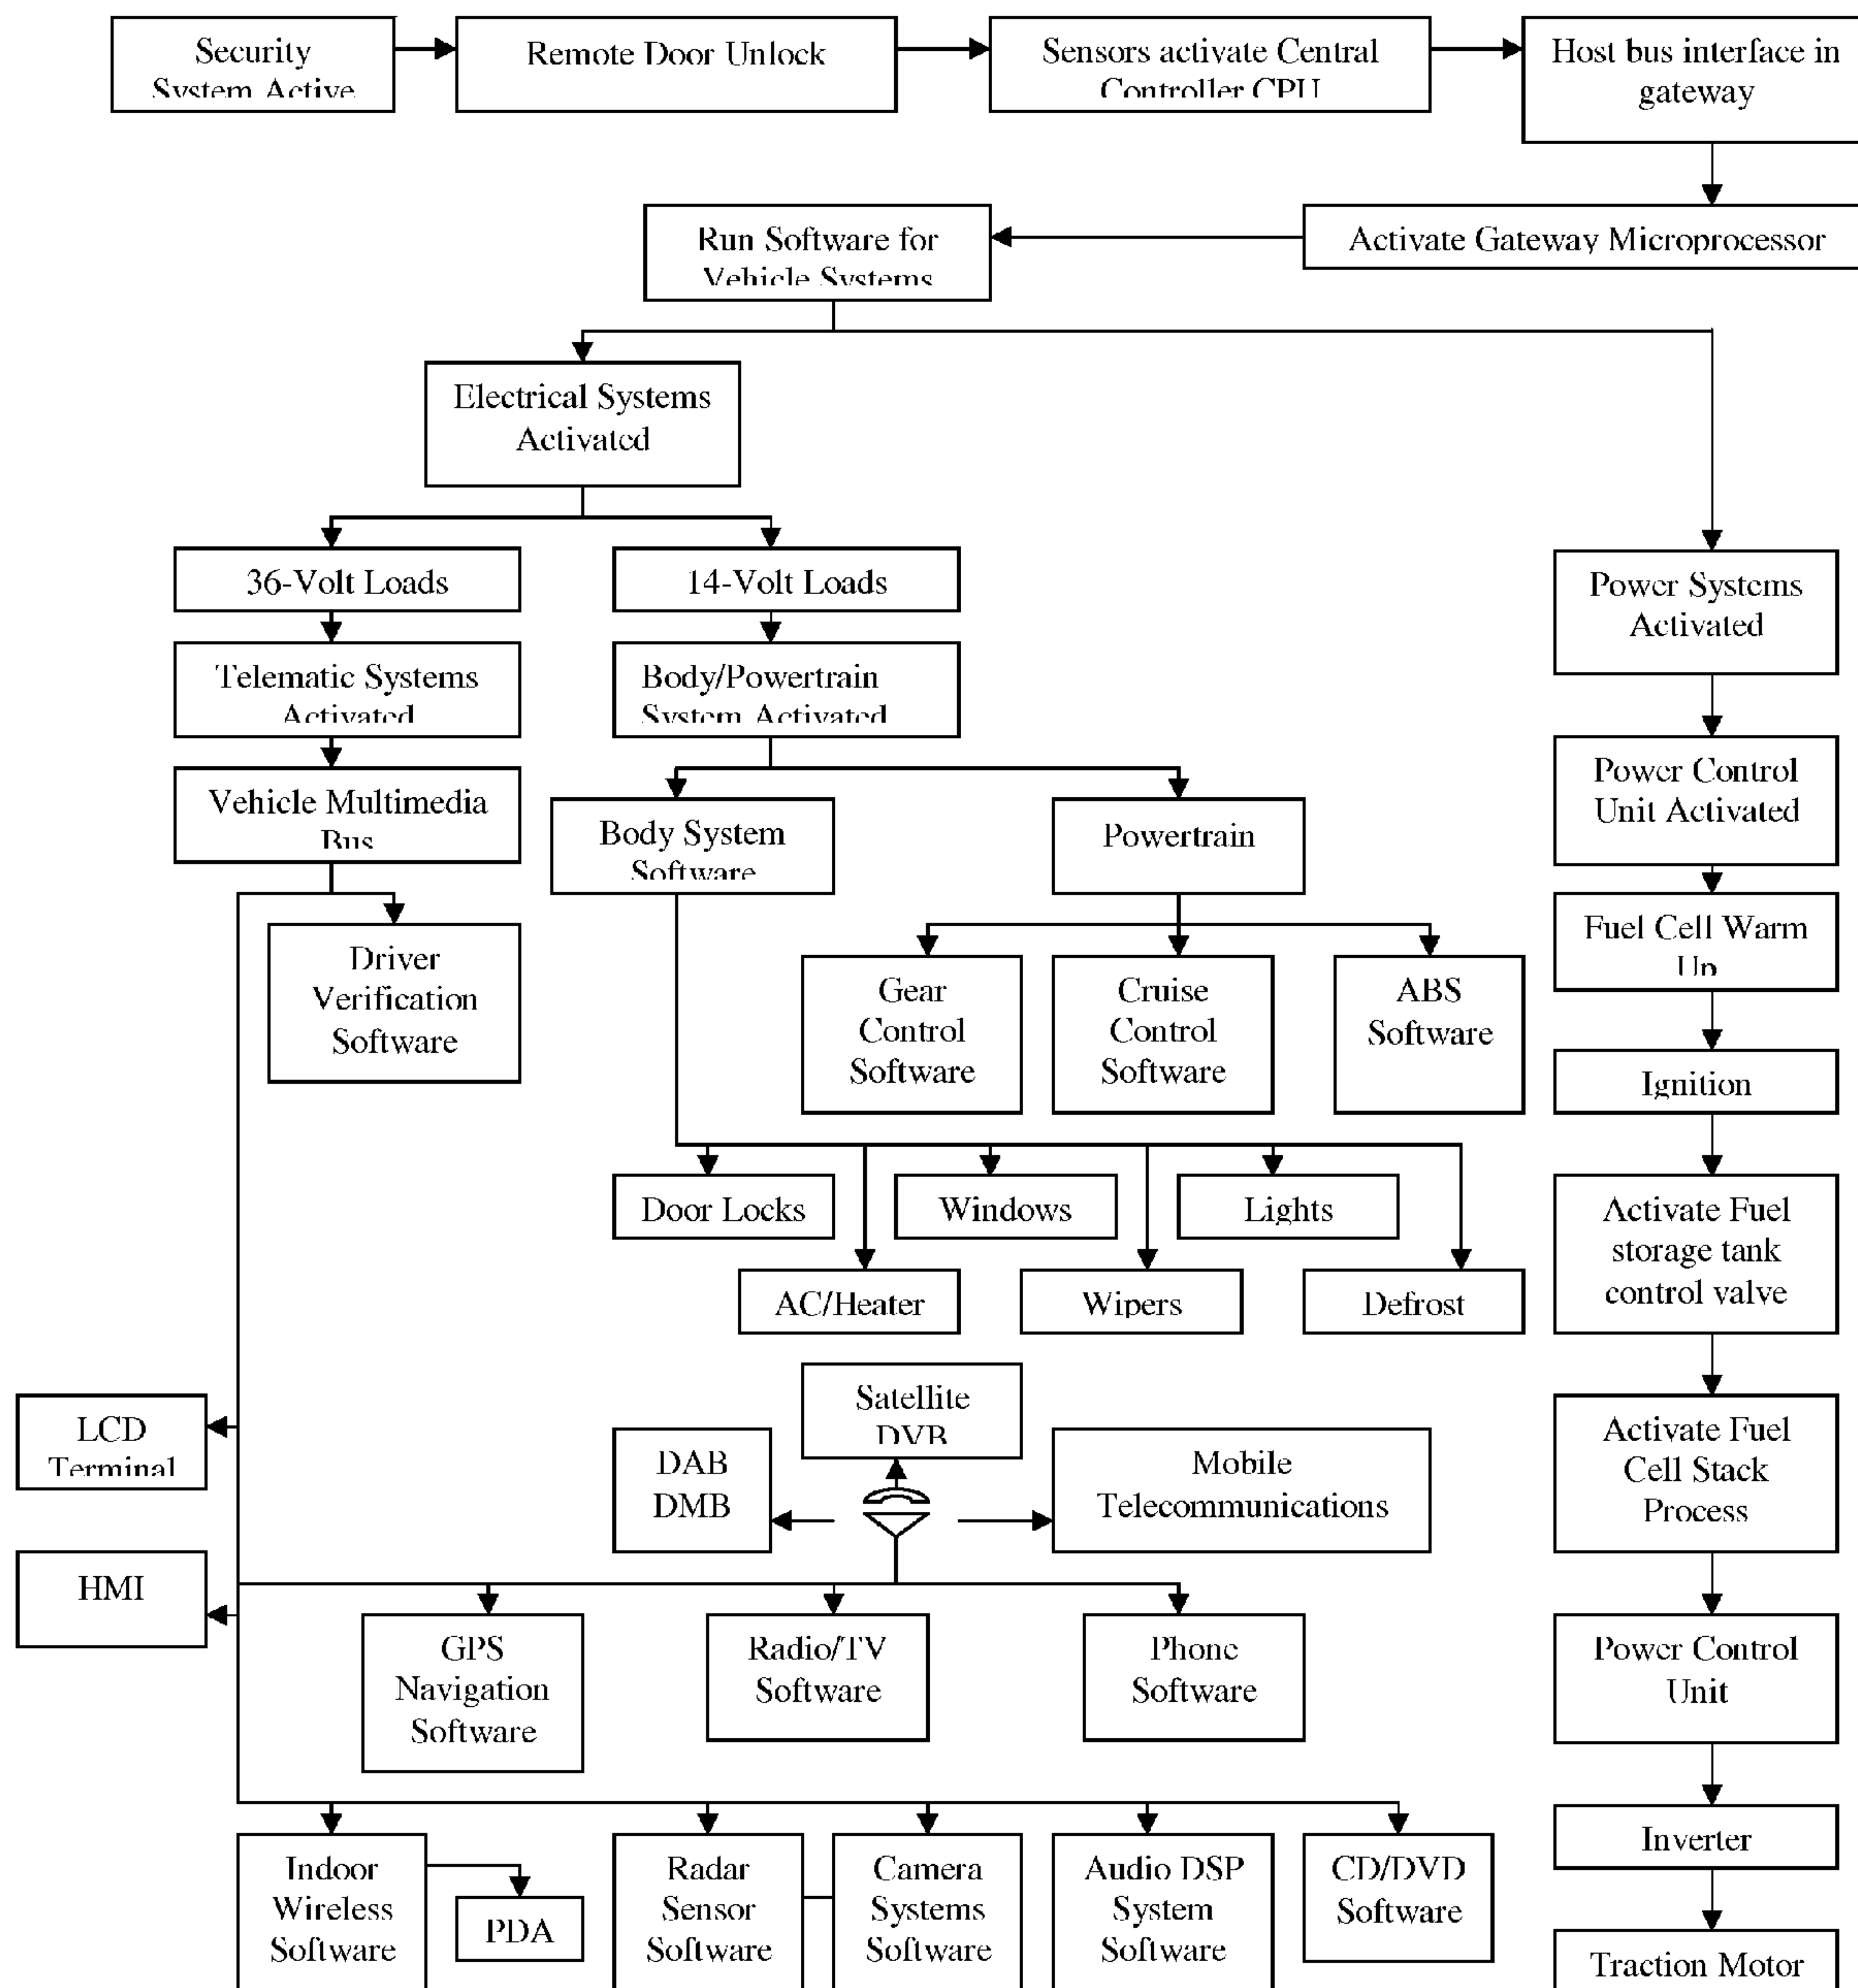 Security
System Active
Remote Door Unlock
Sensors activate Central
Controller CPU
Host bus interface in
gateway
Run Software for
Vehicle Systems
Activate Gateway Microprocessor
Electrical Systems
Activated
36-Volt Loads
14-Volt Loads
Power Systems
Activated
Telematic Systems
Activated
Body/Powertrain
System Activated
Power Control
Unit Activated
Vehicle Multimedia
Bus
Body System
Software
Powertrain
Fuel Cell Warm
Up
Driver
Verification
Software
Gear
Control
Software
Cruise
Control
Software
ABS
Software
Ignition
Door Locks
Windows
Lights
Activate Fuel
storage tank
control valve
AC/Heater
Wipers
Defrost
LCD
Terminal
Satellite
DVB
DAB
DMB
Mobile
Telecommunications
Activate Fuel
Cell Stack
Process
HMI
GPS
Navigation
Software
Radio/TV
Software
Phone
Software
Power Control
Unit
Inverter
Indoor
Wireless
Software
PDA
Radar
Sensor
Software
Camera
Systems
Software
Audio DSP
System
Software
CD/DVD
Software
Traction Motor